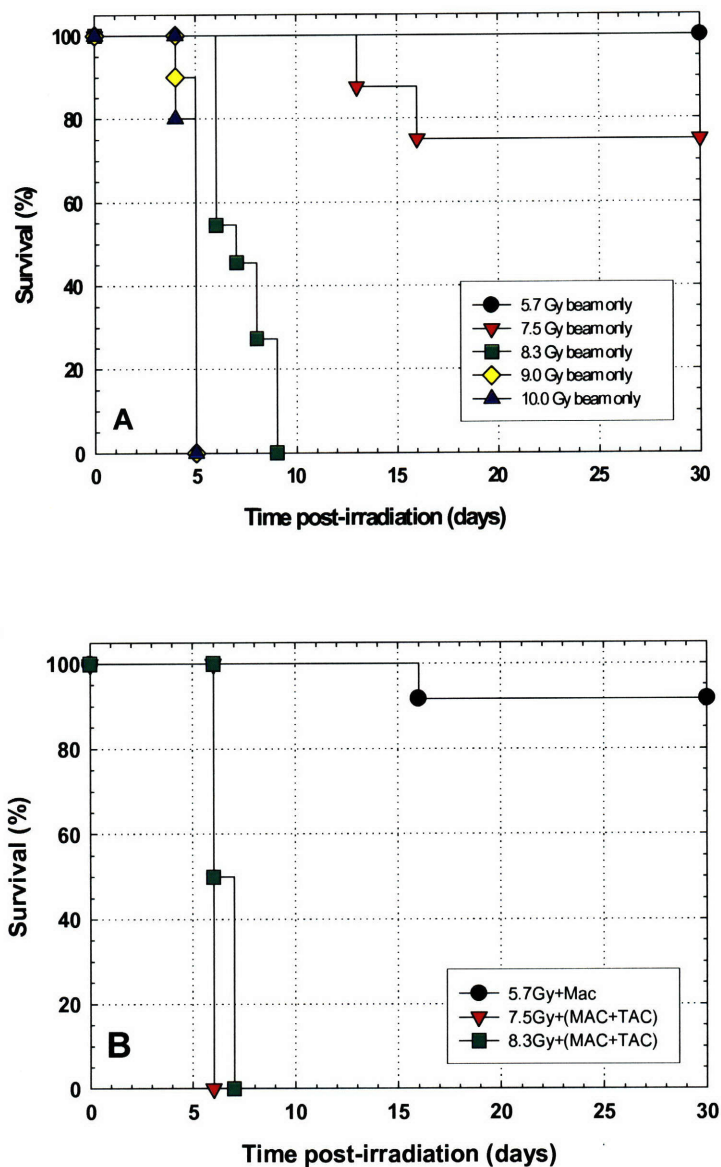 100
80
60
40
20
0
Survival (%)
A
5.7 Gy beam only
7.5 Gy beam only
8.3 Gy beam only
9.0 Gy beam only
10.0 Gy beam only
0 5 10 15 20 25 30
Time post-irradiation (days)
100
80
60
40
20
0
Survival (%)
B
5.7Gy+Mac
7.5Gy+(MAC+TAC)
8.3Gy+(MAC+TAC)
0 5 10 15 20 25 30
Time post-irradiation (days)